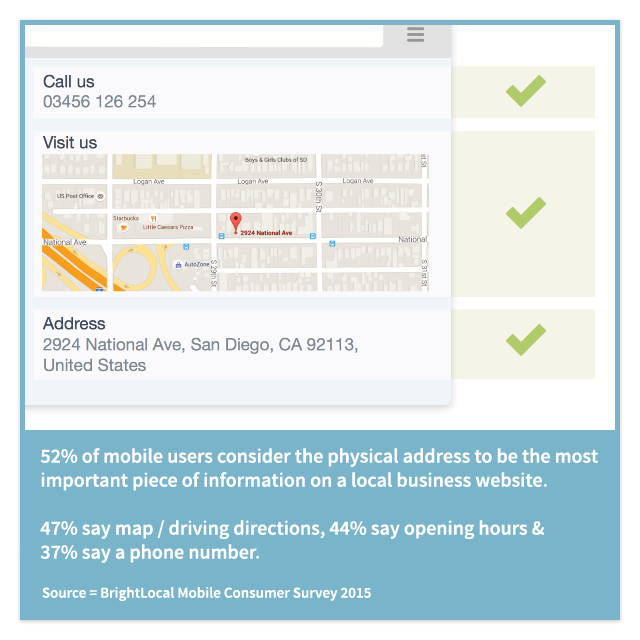 Call us
03456 126 254
Visit us
Boys & Girls Clubs of SD
Logan Ave
Logan Ave
Logan Ave
S 30th St
US Post Office
Starbucks
Little Caesars Pizza
2924 National Ave
National Ave
National
AutoZone
S 29th St
S 31st St
st St
Address
2924 National Ave, San Diego, CA 92113,
United States
52% of mobile users consider the physical address to be the most
important piece of information on a local business website.
47% say map / driving directions, 44% say opening hours &
37% say a phone number.
Source = BrightLocal Mobile Consumer Survey 2015